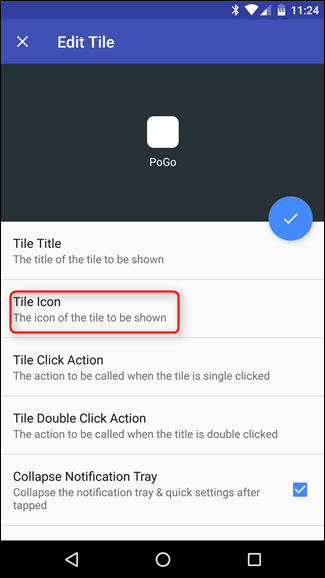 11:24
Edit Tile
PoGo
Tile Title
The title of the tile to be shown
Tile Icon
The icon of the tile to be shown
Tile Click Action
The action to be called when the tile is single clicked
Tile Double Click Action
The action to be called when the title is double clicked
Collapse Notification Tray
Collapse the notification tray & quick settings after
tapped